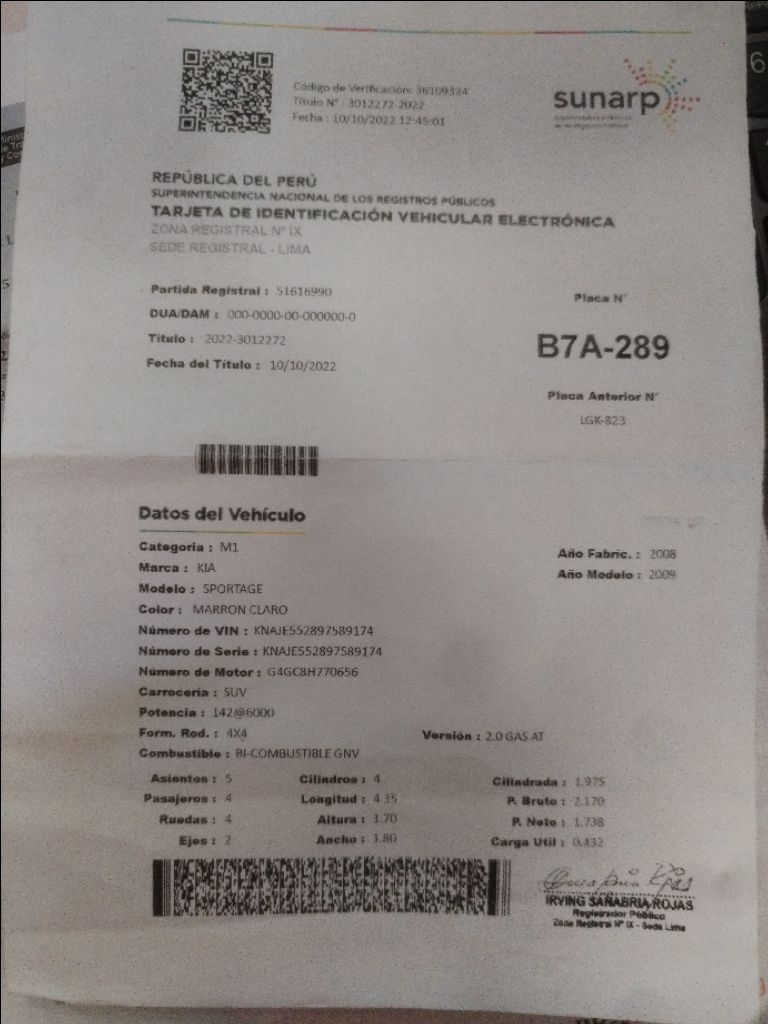 Código de Verificación: 36109324
Título N° : 3012272-2022
Fecha : 10/10/2022 12:45:01
sunarp
REPÚBLICA DEL PERÚ
SUPERINTENDENCIA NACIONAL DE LOS REGISTROS PÚBLICOS
TARJETA DE IDENTIFICACIÓN VEHICULAR ELECTRÓNICA
ZONA REGISTRAL N° IX
SEDE REGISTRAL - LIMA
Partida Registral : 51616990
DUA/DAM : 000-0000-00-000000-0
Título : 2022-3012272
Fecha del Título : 10/10/2022
Placa N°
B7A-289
Placa Anterior N°
LGK-823
Datos del Vehículo
Categoria : M1
Marca : KIA
Modelo : SPORTAGE
Color : MARRON CLARO
Número de VIN : KNAJE552897589174
Número de Serie : KNAJE552897589174
Número de Motor : G4GC8H770656
Carrocería : SUV
Potencia : 142@6000
Form. Rod. : 4X4
Combustible : BI-COMBUSTIBLE GNV
Año Fabric. : 2008
Año Modelo : 2009
Versión : 2.0 GAS AT
Asientos : 5 Cilindros : 4 Cilindrada : 1.975
Pasajeros : 4 Longitud : 4.35 P. Bruto : 2.170
Ruedas : 4 Altura : 1.70 P. Neto : 1.738
Ejes : 2 Ancho : 1.80 Carga Util : 0.432
IRVING SAÑABRIA ROJAS
Registrador Público
Zona Registral N° IX - Sede Lima
6